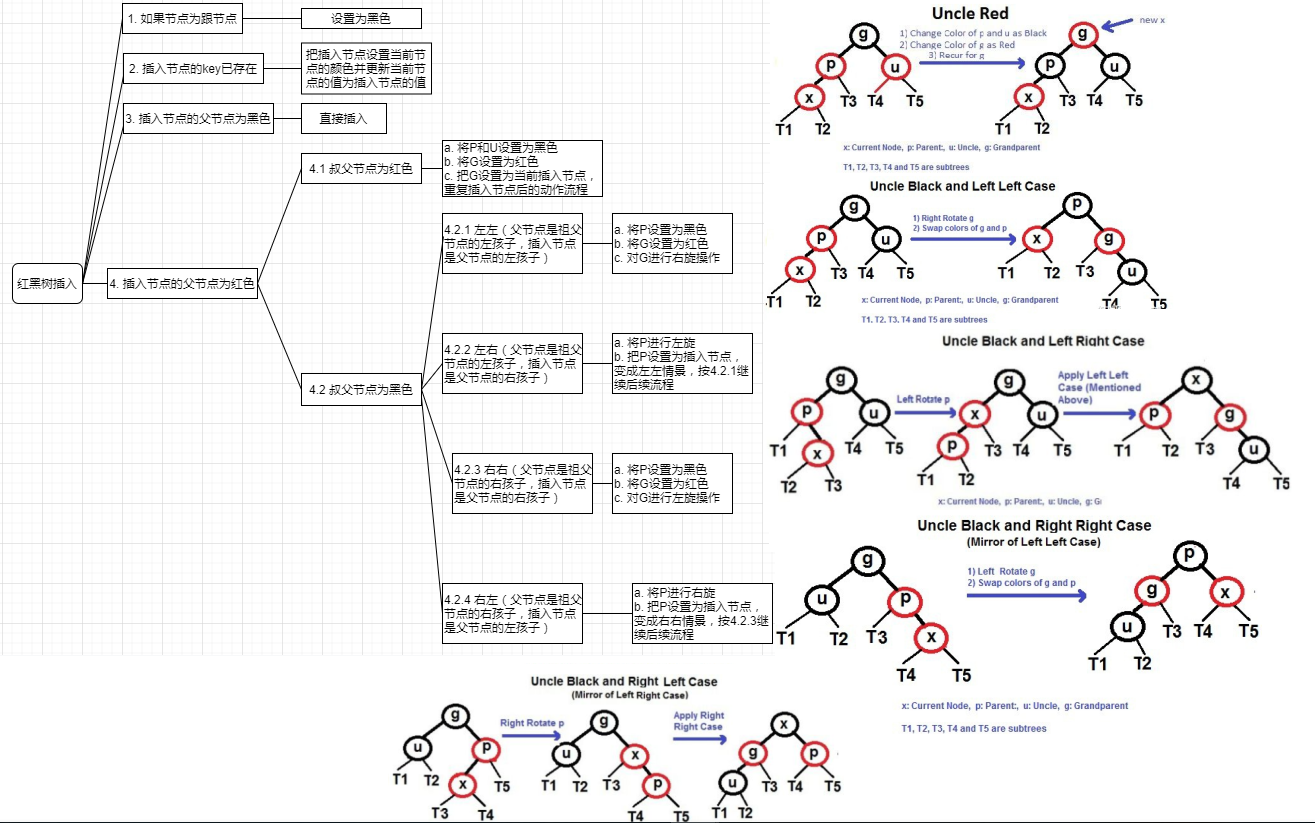 红黑树插入
1. 如果节点为跟节点
设置为黑色
2. 插入节点的key已存在
把插入节点设置当前节
点的颜色并更新当前节
点的值为插入节点的值
3. 插入节点的父节点为黑色
直接插入
4. 插入节点的父节点为红色
4.1 叔父节点为红色
a. 将P和U设置为黑色
b. 将G设置为红色
c. 把G设置为当前插入节点，
重复插入节点后的动作流程
4.2 叔父节点为黑色
4.2.1 左左（父节点是祖父
节点的左孩子，插入节点
是父节点的左孩子）
a. 将P设置为黑色
b. 将G设置为红色
c. 对G进行右旋操作
4.2.2 左右（父节点是祖父
节点的左孩子，插入节点
是父节点的右孩子）
a. 将P进行左旋
b. 把P设置为插入节点，
变成左左情景，按4.2.1继
续后续流程
4.2.3 右右（父节点是祖父
节点的右孩子，插入节点
是父节点的右孩子）
a. 将P设置为黑色
b. 将G设置为红色
c. 对G进行左旋操作
4.2.4 右左（父节点是祖父
节点的右孩子，插入节点
是父节点的左孩子）
a. 将P进行右旋
b. 把P设置为插入节点，
变成右右情景，按4.2.3继
续后续流程
Uncle Red
g
p u
x T3 T4 T5
T1 T2
1) Change Color of p and u as Black
2) Change Color of g as Red
3) Recur for g
new x
g
p u
x T3 T4 T5
T1 T2
x: Current Node, p: Parent:, u: Uncle, g: Grandparent
T1, T2, T3, T4 and T5 are subtrees
Uncle Black and Left Left Case
g
p u
x T3 T4 T5
T1 T2
1) Right Rotate g
2) Swap colors of g and p
p
x g
T1 T2 T3 u
T4 T5
x: Current Node, p: Parent:, u: Uncle, g: Grandparent
T1, T2, T3, T4 and T5 are subtrees
Uncle Black and Left Right Case
g
p u
T1 x T4 T5
T2 T3
Left Rotate p
g
x u
p T3 T4 T5
T1 T2
Apply Left Left
Case (Mentioned
Above)
x
p g
T1 T2 T3 u
T4 T5
x: Current Node, p: Parent:, u: Uncle, g: G
Uncle Black and Right Right Case
(Mirror of Left Left Case)
g
u p
T1 T2 T3 x
T4 T5
1) Left Rotate g
2) Swap colors of g and p
p
g x
u T3 T4 T5
T1 T2
x: Current Node, p: Parent:, u: Uncle, g: Grandparent
T1, T2, T3, T4 and T5 are subtrees
Uncle Black and Right Left Case
(Mirror of Left Right Case)
g
u p
T1 T2 x T5
T3 T4
Right Rotate p
g
u x
T1 T2 T3 p
T4 T5
Apply Right
Right Case
x
g p
u T3 T4 T5
T1 T2